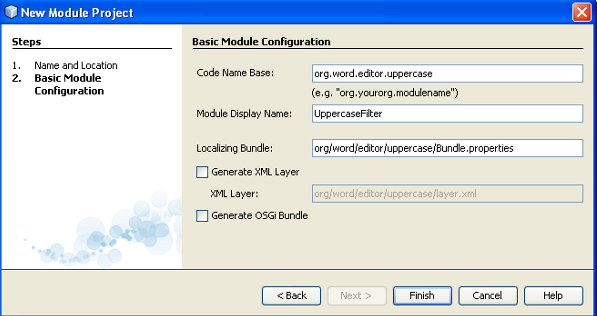 New Module Project
Steps
1. Name and Location
2. Basic Module
Configuration
Basic Module Configuration
Code Name Base: org.word.editor.uppercase
(e.g. "org.yourorg.modulename")
Module Display Name: UppercaseFilter
Localizing Bundle: org/word/editor/uppercase/Bundle.properties
Generate XML Layer
XML Layer: org/word/editor/uppercase/layer.xml
Generate OSGi Bundle
< Back Next > Finish Cancel Help